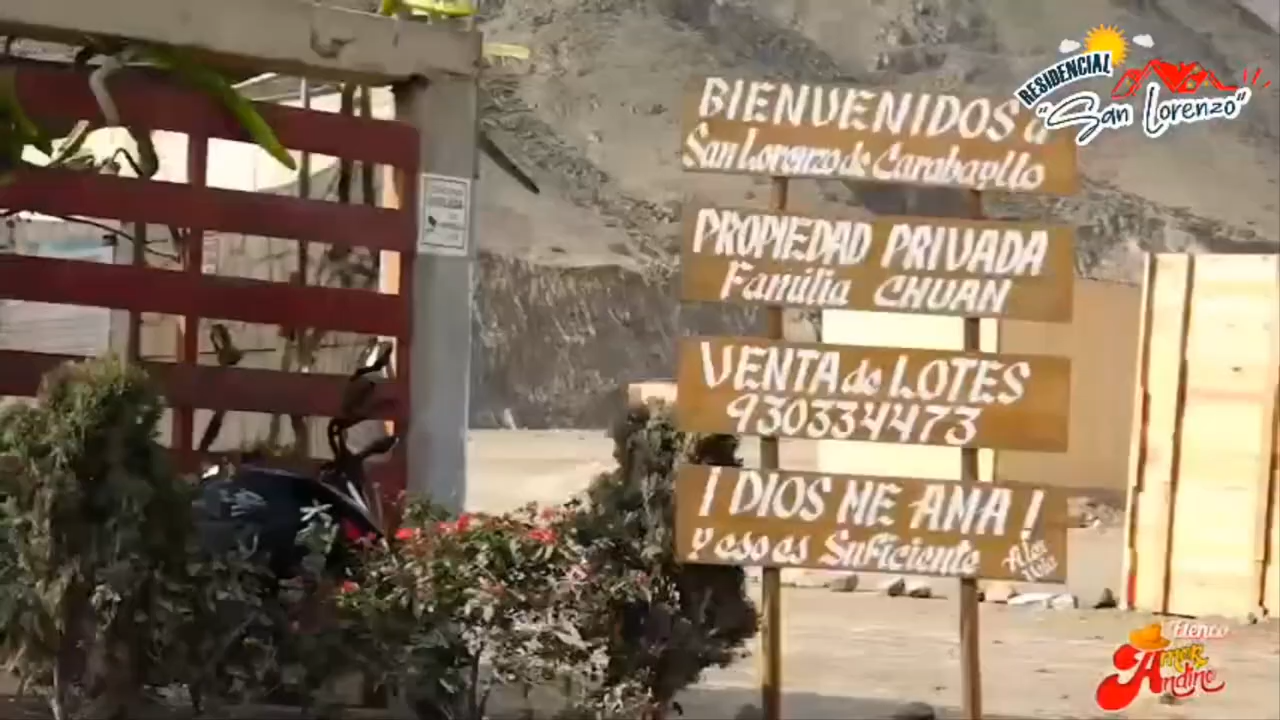 RESIDENCIAL
"San Lorenzo"
BIENVENIDOS a
San Lorenzo de Carabayllo
PROPIEDAD PRIVADA
Familia CHUAN
VENTA de LOTES
930334473
¡DIOS ME AMA!
Y eso es Suficiente
Elenco
Amor
Andino